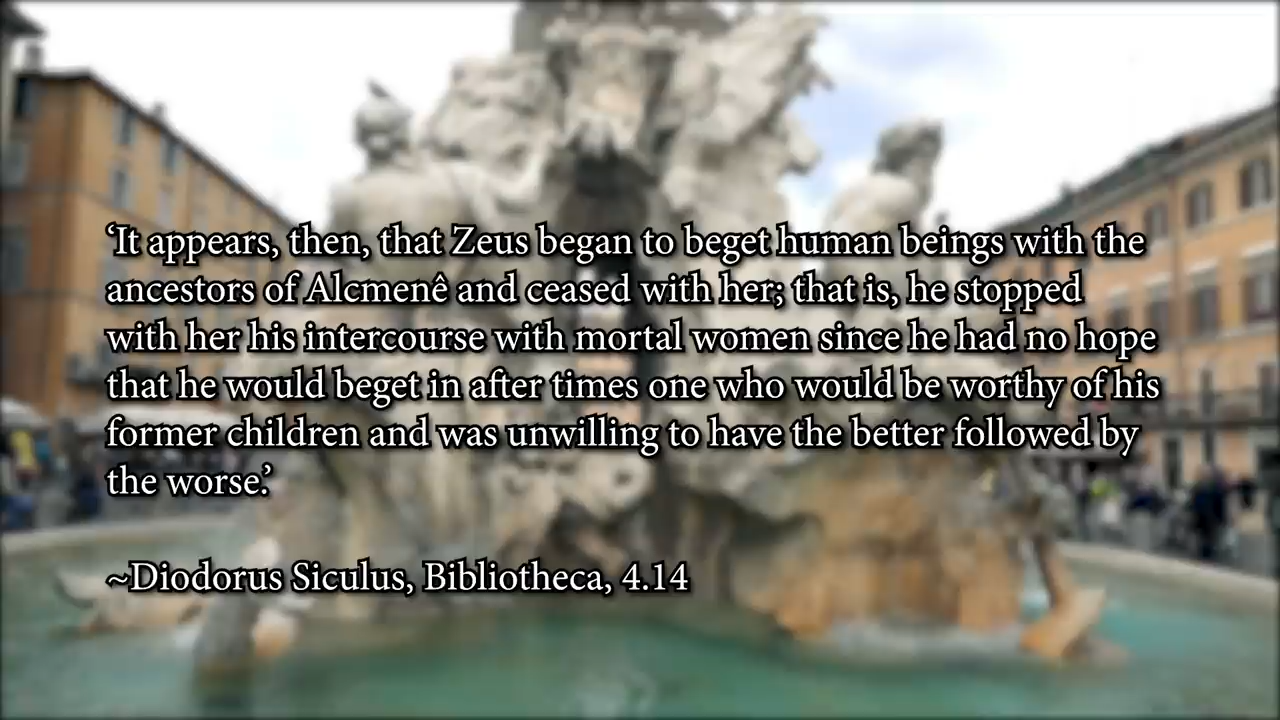 ‘It appears, then, that Zeus began to beget human beings with the
ancestors of Alcmenê and ceased with her; that is, he stopped
with her his intercourse with mortal women since he had no hope
that he would beget in after times one who would be worthy of his
former children and was unwilling to have the better followed by
the worse.’
~Diodorus Siculus, Bibliotheca, 4.14